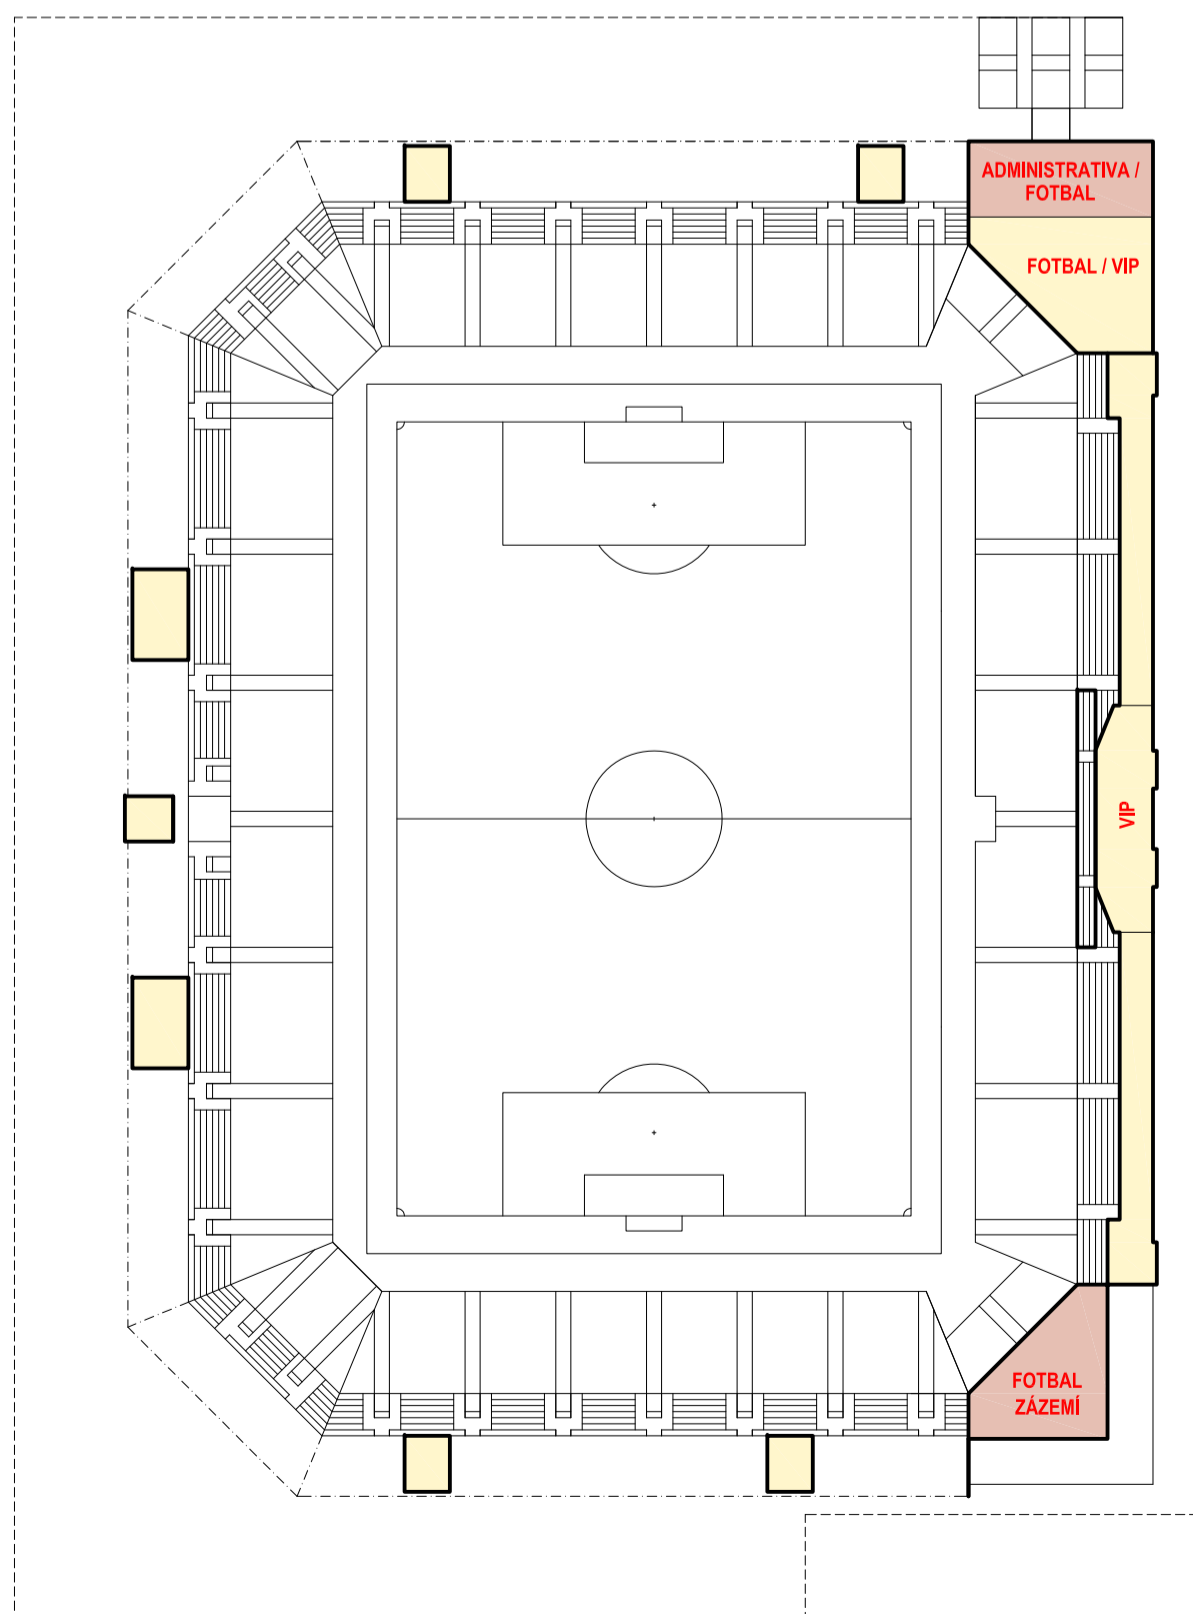 ADMINISTRATIVA /
FOTBAL
FOTBAL / VIP
VIP
FOTBAL
ZÁZEMÍ